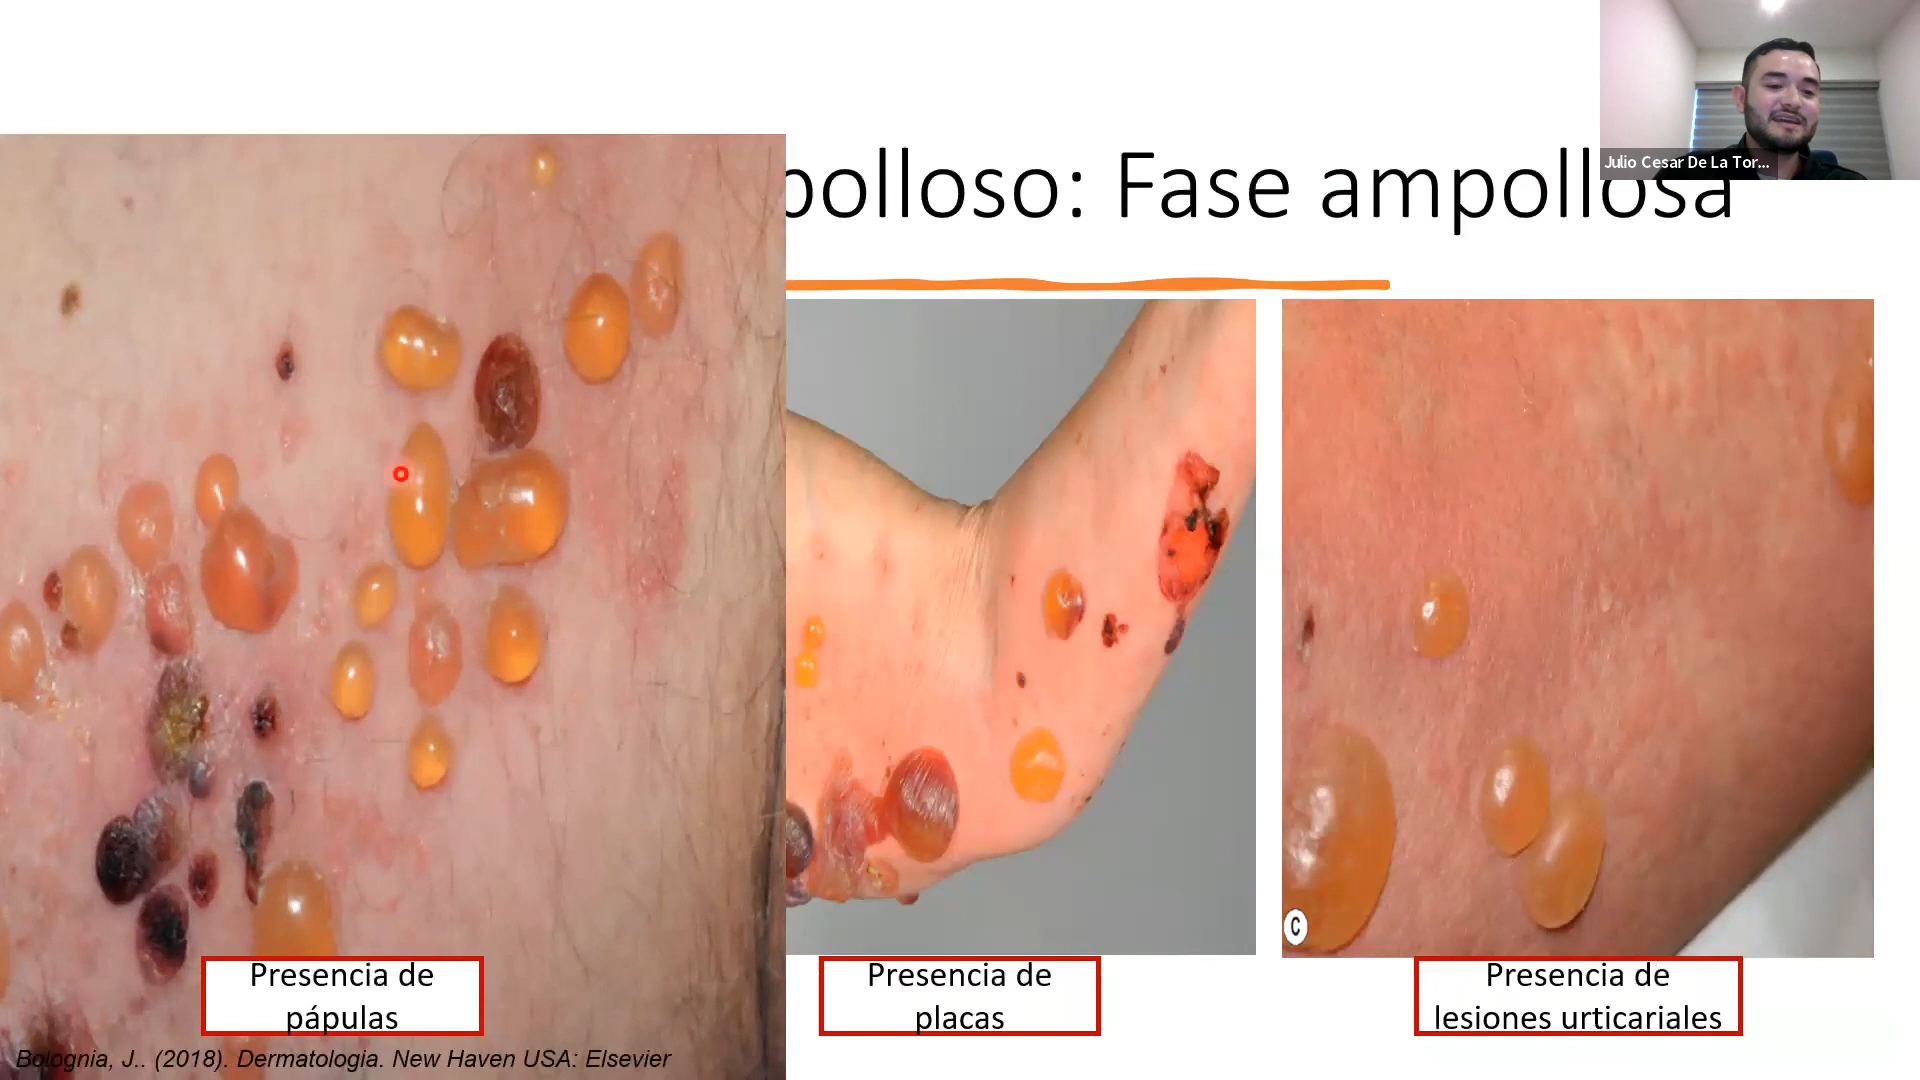 Julio Cesar De La Tor...
polloso: Fase ampollosa
C
Presencia de
pápulas
Presencia de
placas
Presencia de
lesiones urticariales
Bolognia, J.. (2018). Dermatologia. New Haven USA: Elsevier